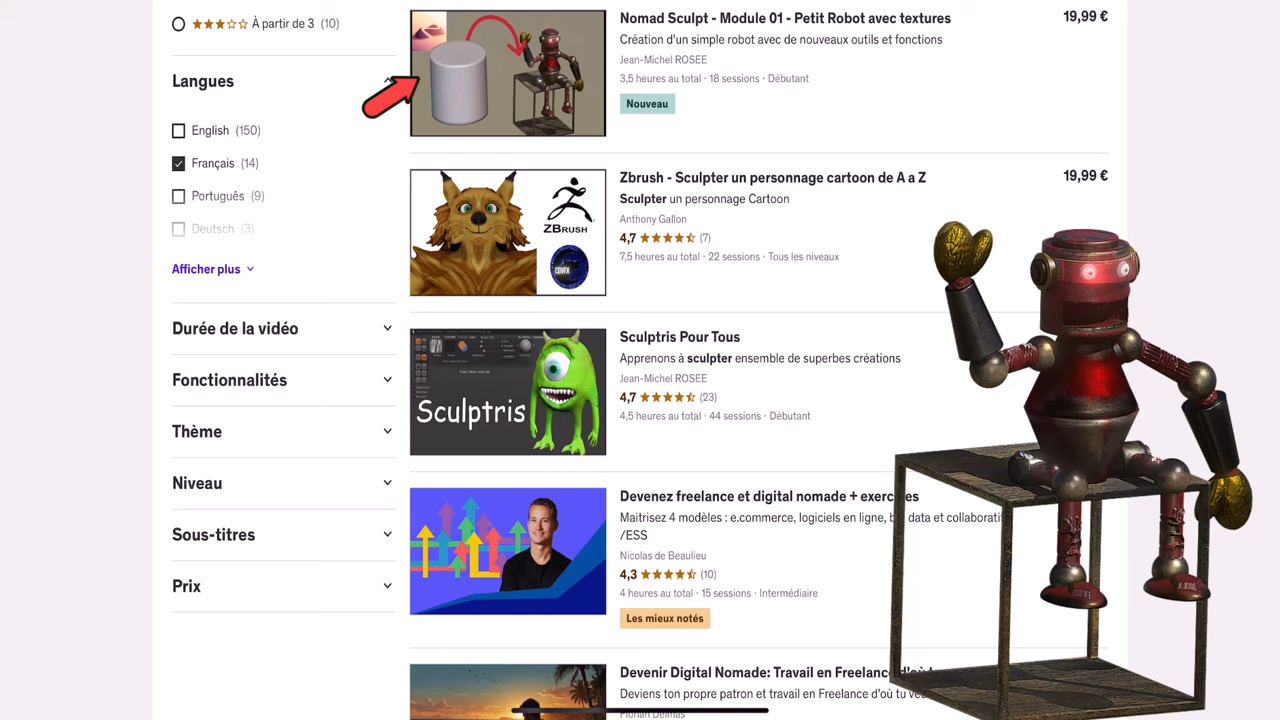 À partir de 3 (10)
Langues
English (150)
Français (14)
Português (9)
Deutsch (3)
Afficher plus
Durée de la vidéo
Fonctionnalités
Thème
Niveau
Sous-titres
Prix
Nomad Sculpt - Module 01 - Petit Robot avec textures
19,99 €
Création d'un simple robot avec de nouveaux outils et fonctions
Jean-Michel ROSEE
3,5 heures au total · 18 sessions · Débutant
Nouveau
ZBRUSH
Zbrush - Sculpter un personnage cartoon de A a Z
19,99 €
Sculpter un personnage Cartoon
Anthony Gallon
4,7 (7)
7,5 heures au total · 22 sessions · Tous les niveaux
Sculptris
Sculptris Pour Tous
Apprenons à sculpter ensemble de superbes créations
Jean-Michel ROSEE
4,7 (23)
4,5 heures au total · 44 sessions · Débutant
Devenez freelance et digital nomade +
Maitrisez 4 modèles : e.commerce, logiciels en ligne, data et
/ESS
Nicolas de Beaulieu
4,3 (10)
4 heures au total · 15 sessions · Intermédiaire
Les mieux notés
Devenir Digital Nomade: Travail en Freelance
Deviens ton propre patron et travail en Freelance d'où tu
Florian Delmas